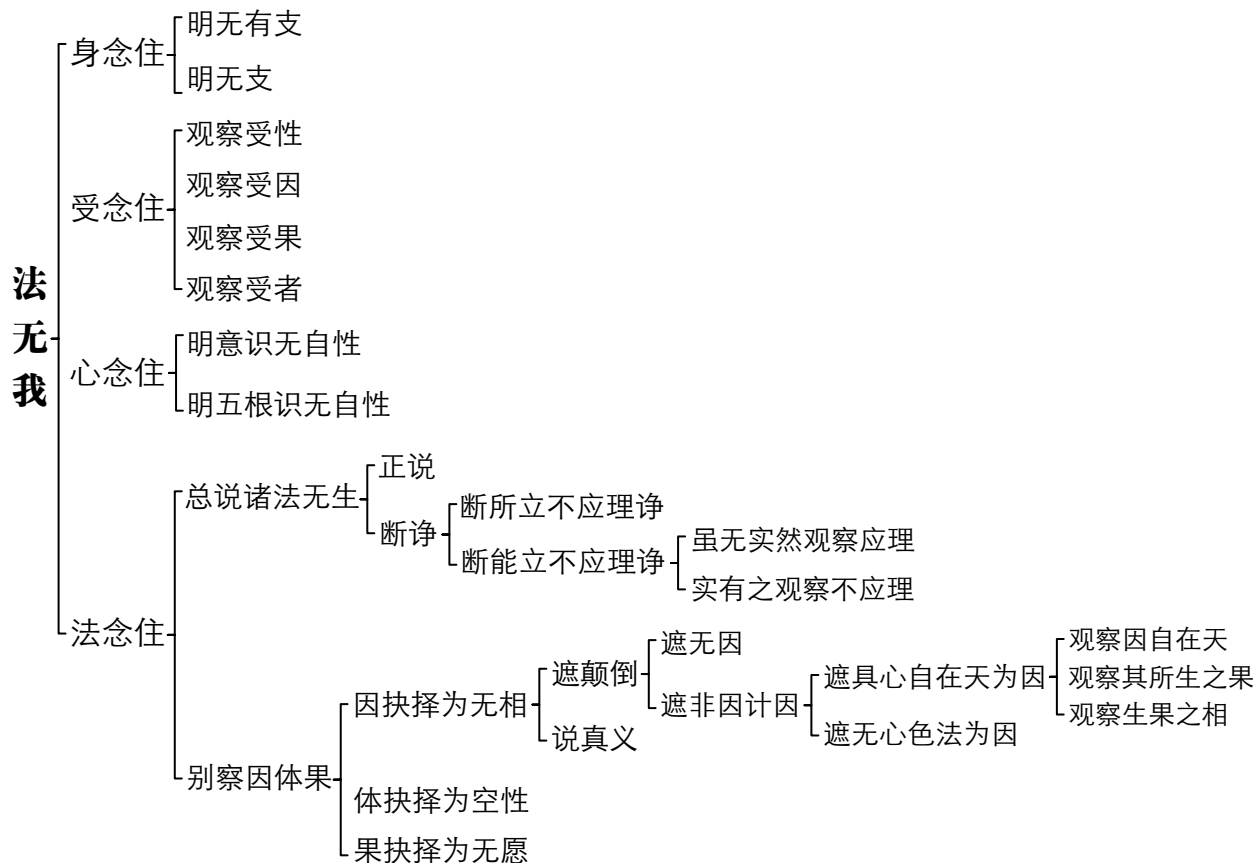 法无我
身念住
明无有支
明无支
受念住
观察受性
观察受因
观察受果
观察受者
心念住
明意识无自性
明五根识无自性
法念住
总说诸法无生
正说
断诤
断所立不应理诤
断能立不应理诤
虽无实然观察应理
实有之观察不应理
别察因体果
因抉择为无相
遮颠倒
遮无因
遮非因计因
遮具心自在天为因
观察因自在天
观察其所生之果
观察生果之相
遮无心色法为因
说真义
体抉择为空性
果抉择为无愿